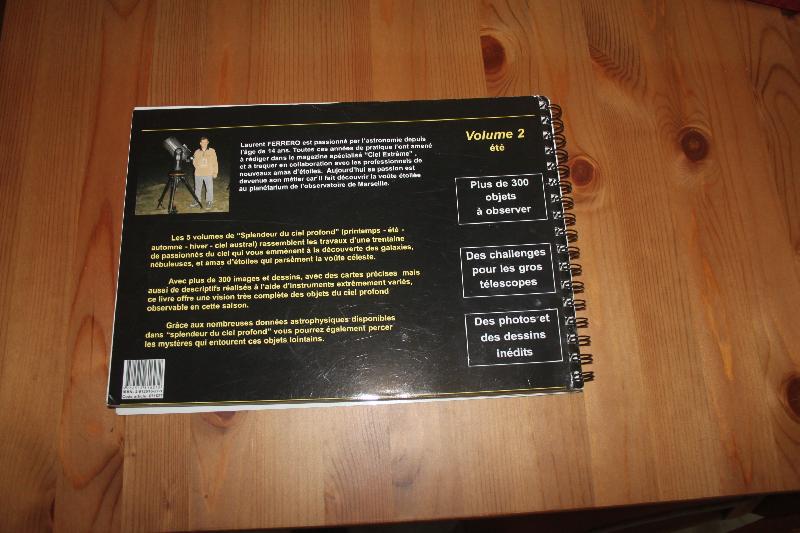 Laurent FERRERO est passionné par l'astronomie depuis
l'âge de 14 ans. Toutes ces années de pratique l'ont amené
à rédiger dans le magazine spécialisé "Ciel Extrême",
et à traquer en collaboration avec les professionnels de
nouveaux amas d'étoiles. Aujourd'hui sa passion est
devenue son métier car il fait découvrir la voûte étoilée
au planétarium de l'observatoire de Marseille.
Les 5 volumes de "Splendeur du ciel profond" (printemps - été -
automne - hiver - ciel austral) rassemblent les travaux d'une trentaine
de passionnés du ciel qui vous emmènent à la découverte des galaxies,
nébuleuses, et amas d'étoiles qui parsèment la voûte céleste.
Avec plus de 300 images et dessins, avec des cartes précises mais
aussi de descriptifs réalisés à l'aide d'instruments extrêmement variés,
ce livre offre une vision très complète des objets du ciel profond
observable en cette saison.
Grâce aux nombreuses données astrophysiques disponibles
dans "splendeur du ciel profond" vous pourrez également percer
les mystères qui entourent ces objets lointains.
Volume 2
été
Plus de 300
objets
à observer
Des challenges
pour les gros
télescopes
Des photos et
des dessins
inédits
ISBN:
Code article